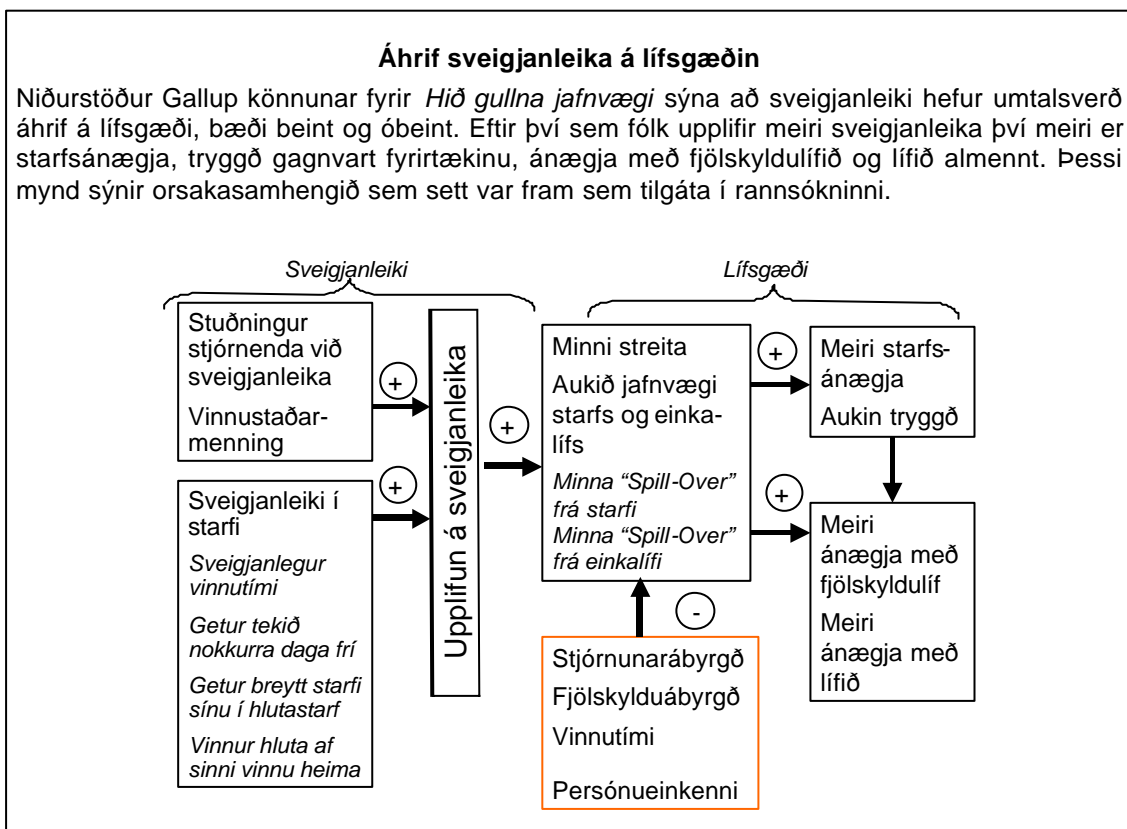 Áhrif sveigjanleika á lífsgæðin
Niðurstöður Gallup könnunar fyrir Hið gullna jafnvægi sýna að sveigjanleiki hefur umtalsverð
áhrif á lífsgæði, bæði beint og óbeint. Eftir því sem fólk upplifir meiri sveigjanleika því meiri er
starfsánægja, tryggð gagnvart fyrirtækinu, ánægja með fjölskyldulífið og lífið almennt. Þessi
mynd sýnir orsakasamhengið sem sett var fram sem tilgáta í rannsókninni.
Sveigjanleiki
Stuðningur
stjórnenda við
sveigjanleika
Vinnustaðar-
menning
+
Sveigjanleiki í
starfi
Sveigjanlegur
vinnutími
Getur tekið
nokkurra daga frí
Getur breytt starfi
sínu í hlutastarf
Vinnur hluta af
sinni vinnu heima
+
Upplifun á sveigjanleika
+
Lífsgæði
Minni streita
Aukið jafnvægi
starfs og einka-
lífs
Minna “Spill-Over”
frá starfi
Minna “Spill-Over”
frá einkalífi
-
Stjórnunarábyrgð
Fjölskylduábyrgð
Vinnutími
Persónueinkenni
+
Meiri starfs-
ánægja
Aukin tryggð
+
Meiri
ánægja með
fjölskyldulíf
Meiri
ánægja með
lífið